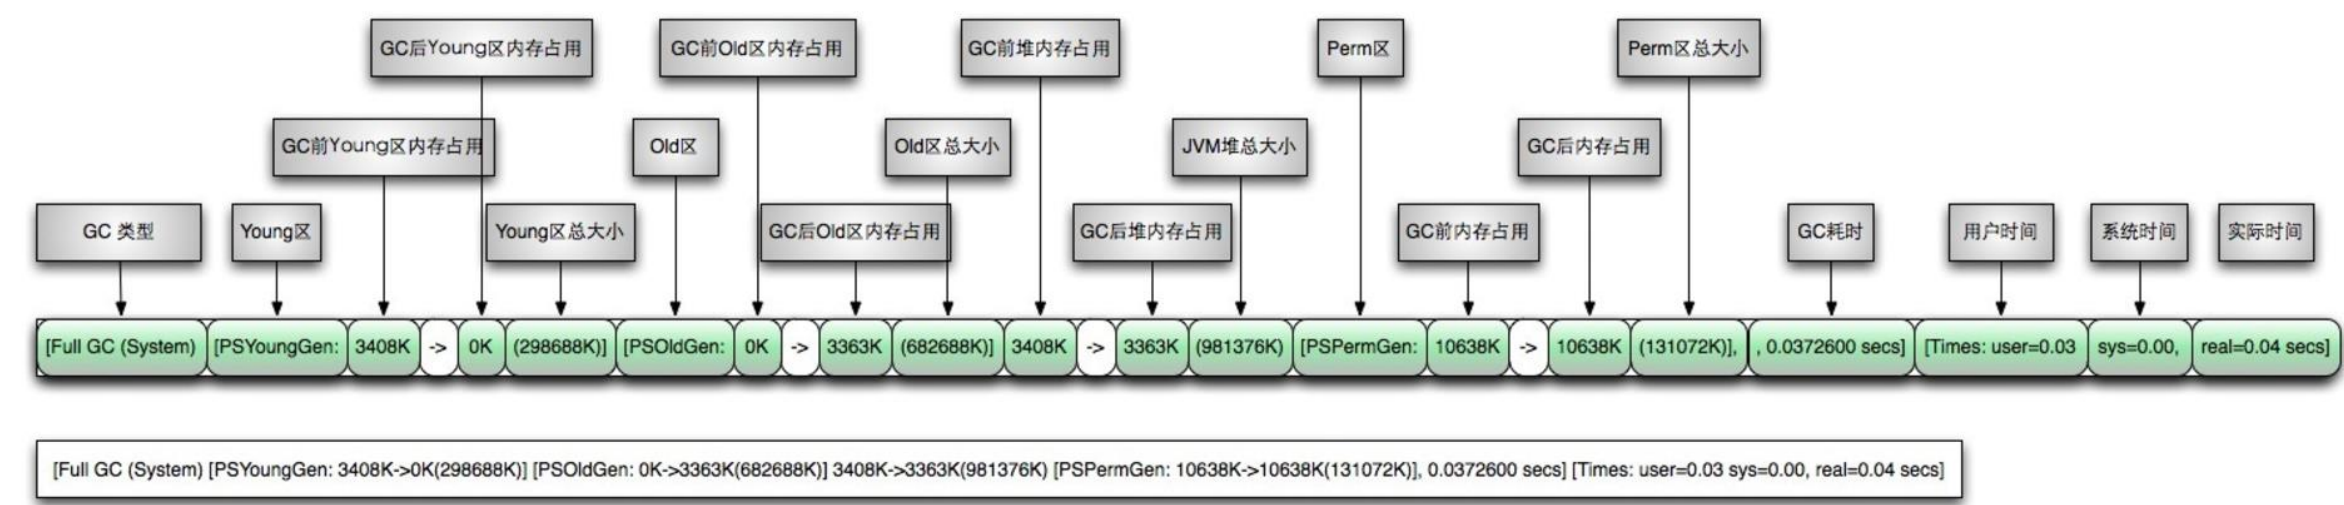 GC后Young区内存占用
GC前Old区内存占用
GC前堆内存占用
Perm区
Perm区总大小
GC前Young区内存占用
Old区
Old区总大小
JVM堆总大小
GC后内存占用
GC 类型
Young区
Young区总大小
GC后Old区内存占用
GC后堆内存占用
GC前内存占用
GC耗时
用户时间
系统时间
实际时间
[Full GC (System) [PSYoungGen: 3408K -> 0K (298688K)] [PSOldGen: 0K -> 3363K (682688K)] 3408K -> 3363K (981376K) [PSPermGen: 10638K -> 10638K (131072K)], , 0.0372600 secs] [Times: user=0.03 sys=0.00, real=0.04 secs]
[Full GC (System) [PSYoungGen: 3408K->0K(298688K)] [PSOldGen: 0K->3363K(682688K)] 3408K->3363K(981376K) [PSPermGen: 10638K->10638K(131072K)], 0.0372600 secs] [Times: user=0.03 sys=0.00, real=0.04 secs]